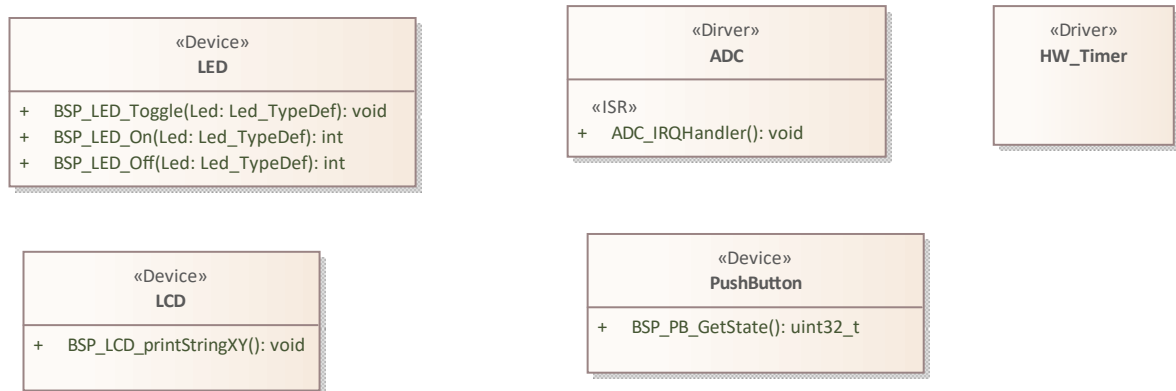 «Device»
LED
+ BSP_LED_Toggle(Led: Led_TypeDef): void
+ BSP_LED_On(Led: Led_TypeDef): int
+ BSP_LED_Off(Led: Led_TypeDef): int
«Dirver»
ADC
«ISR»
+ ADC_IRQHandler(): void
«Driver»
HW_Timer
«Device»
LCD
+ BSP_LCD_printStringXY(): void
«Device»
PushButton
+ BSP_PB_GetState(): uint32_t